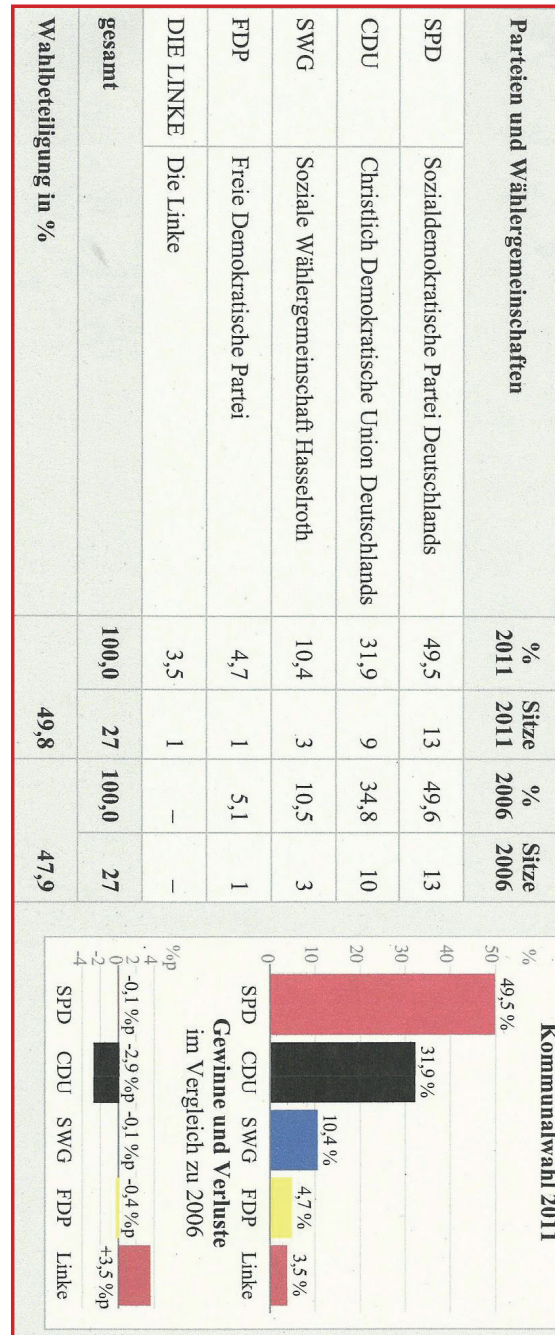 Parteien und Wählergemeinschaften % 2011 Sitze 2011 % 2006 Sitze 2006
SPD Sozialdemokratische Partei Deutschlands 49,5 13 49,6 13
CDU Christlich Demokratische Union Deutschlands 31,9 9 34,8 10
SWG Soziale Wählergemeinschaft Hasselroth 10,4 3 10,5 3
FDP Freie Demokratische Partei 4,7 1 5,1 1
DIE LINKE Die Linke 3,5 1 – –
gesamt 100,0 27 100,0 27
Wahlbeteiligung in % 49,8 47,9
Kommunalwahl 2011
%
50
40
30
20
10
0
49,5 % 31,9 % 10,4 % 4,7 % 3,5 %
SPD CDU SWG FDP Linke
Gewinne und Verluste
im Vergleich zu 2006
%p
4
2
0
-2
-4
-0,1 %p -2,9 %p -0,1 %p -0,4 %p +3,5 %p
SPD CDU SWG FDP Linke